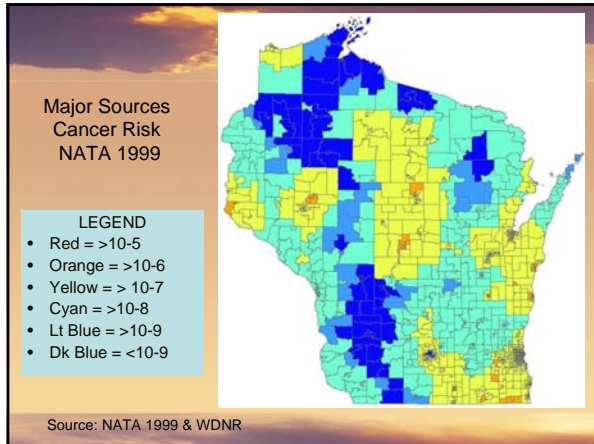 Major Sources
Cancer Risk
NATA 1999
LEGEND
• Red = >10-5
• Orange = >10-6
• Yellow = > 10-7
• Cyan = >10-8
• Lt Blue = >10-9
• Dk Blue = <10-9
Source: NATA 1999 & WDNR